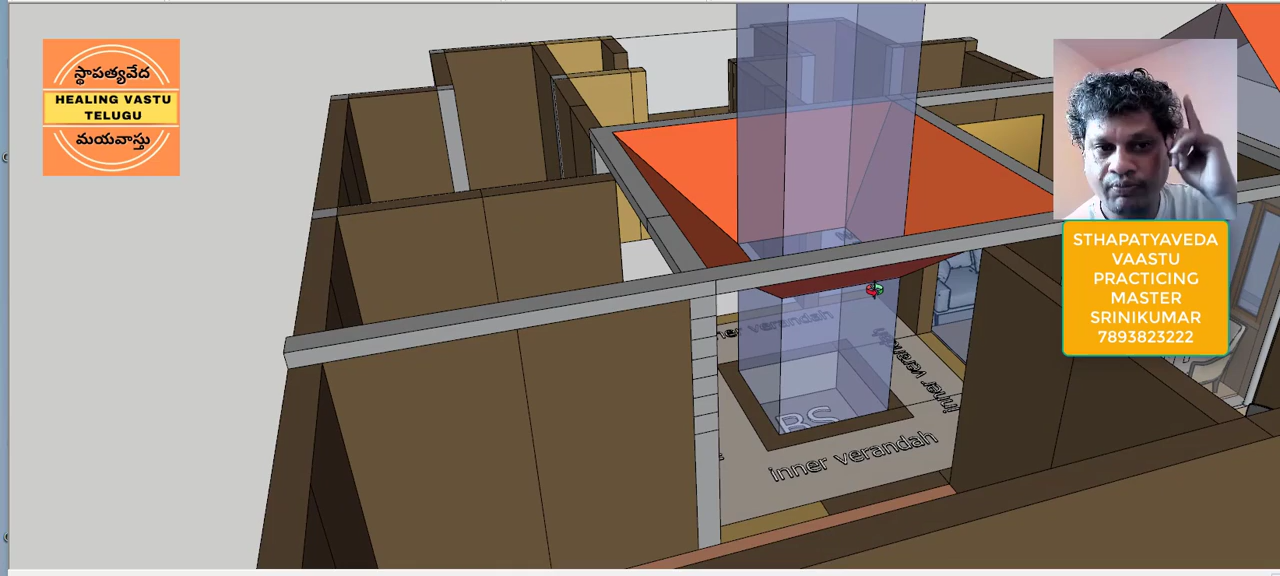 స్థాపత్యవేద
HEALING VASTU
TELUGU
మయవాస్తు
STHAPATYAVEDA
VAASTU
PRACTICING
MASTER
SRINIKUMAR
7893823222
inner verandah
BS
inner verandah